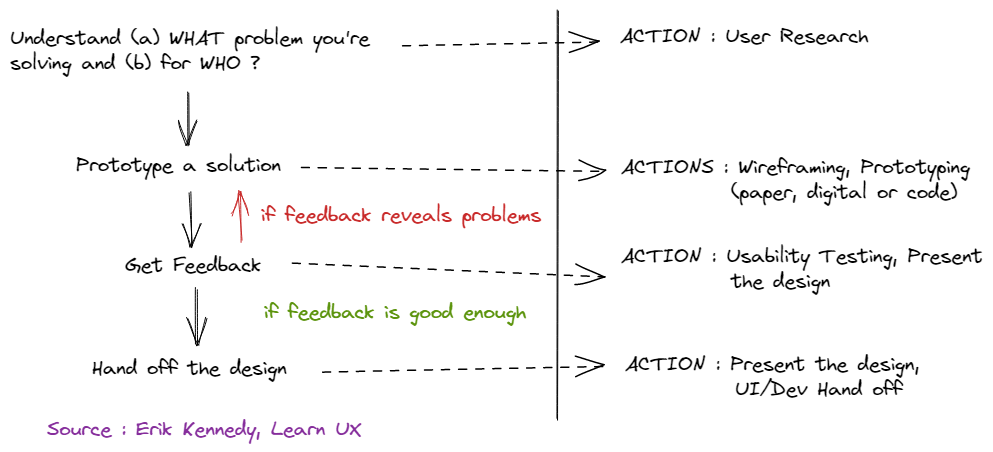 Understand (a) WHAT problem you're
solving and (b) for WHO ?
ACTION : User Research
Prototype a solution
ACTIONS : Wireframing, Prototyping
(paper, digital or code)
if feedback reveals problems
Get Feedback
ACTION : Usability Testing, Present
the design
if feedback is good enough
Hand off the design
ACTION : Present the design,
UI/Dev Hand off
Source : Erik Kennedy, Learn UX